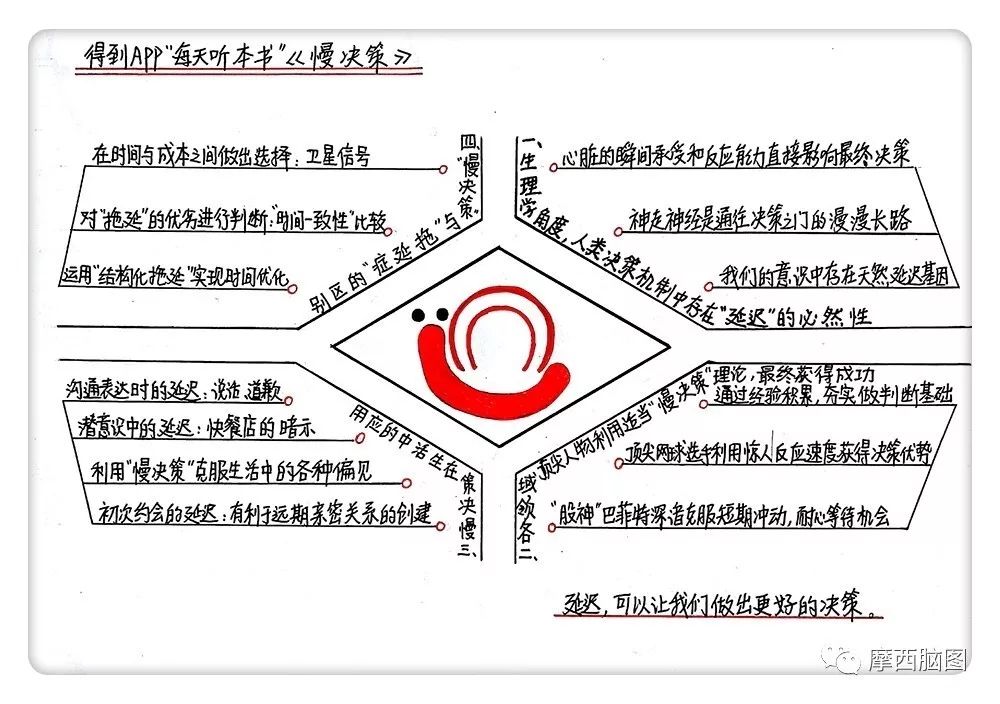 得到APP“每天听本书”《慢决策》
一、生理学角度，人类决策机制中存在“延迟”的必然性
心脏的瞬间承受和反应能力直接影响最终决策
神走神经是通往决策之门的漫漫长路
我们的意识中存在天然延迟基因
二、各领域顶尖人物利用适当“慢决策”理论，最终获得成功
通过经验积累，夯实做判断基础
顶尖网球选手利用惊人反应速度获得决策优势
“股神”巴菲特深谙克服短期冲动，耐心等待机会
三、慢决策在生活中的应用
沟通表达时的延迟：说话 道歉
潜意识中的延迟：快餐店的暗示
利用“慢决策”克服生活中的各种偏见
初次约会的延迟：有利于远期亲密关系的创建
四、“慢决策”与“拖延症”的区别
在时间与成本之间做出选择：卫星信号
对“拖延”的优劣进行判断：“时间一致性”比较
运用“结构化拖延”实现时间优化
延迟，可以让我们做出更好的决策。
摩西脑图